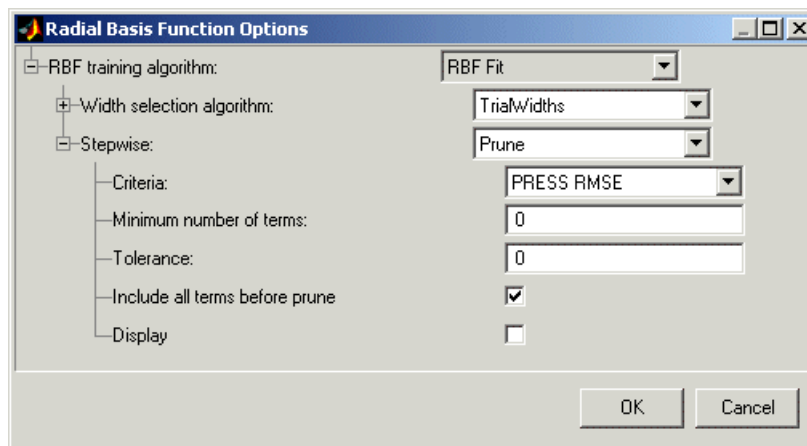 Radial Basis Function Options
RBF training algorithm: RBF Fit
Width selection algorithm: TrialWidths
Stepwise: Prune
Criteria: PRESS RMSE
Minimum number of terms: 0
Tolerance: 0
Include all terms before prune
Display
OK Cancel